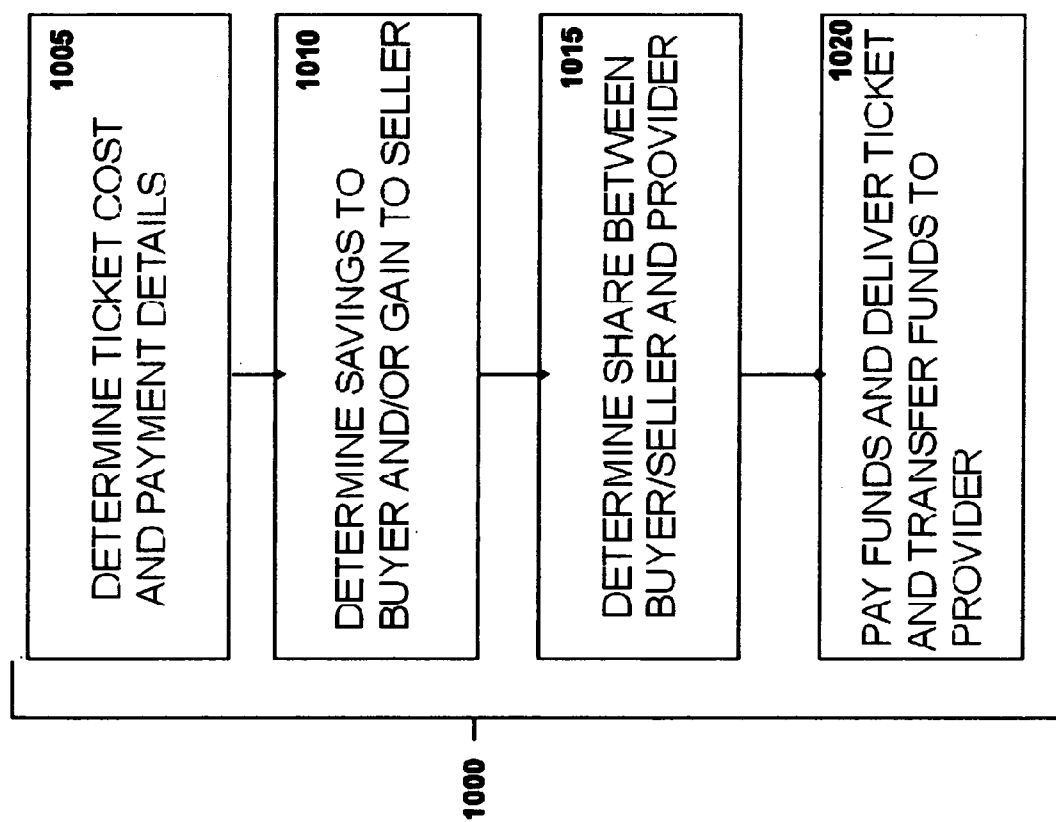 1000
1005
DETERMINE TICKET COST
AND PAYMENT DETAILS
1010
DETERMINE SAVINGS TO
BUYER AND/OR GAIN TO SELLER
1015
DETERMINE SHARE BETWEEN
BUYER/SELLER AND PROVIDER
1020
PAY FUNDS AND DELIVER TICKET
AND TRANSFER FUNDS TO
PROVIDER